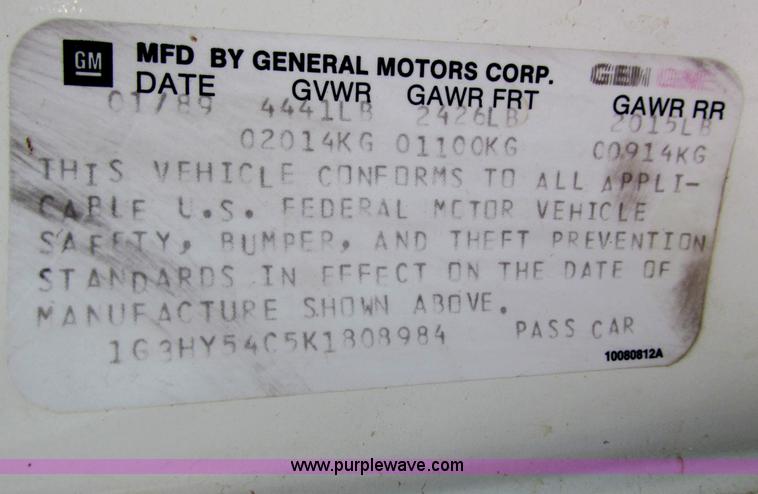 GM MFD BY GENERAL MOTORS CORP.
DATE GVWR GAWR FRT GAWR RR
01/89 4441LB 2426LB 2015LB
02014KG 01100KG 00914KG
THIS VEHICLE CONFORMS TO ALL APPLI-
CABLE U.S. FEDERAL MOTOR VEHICLE
SAFETY, BUMPER, AND THEFT PREVENTION
STANDARDS IN EFFECT ON THE DATE OF
MANUFACTURE SHOWN ABOVE.
1G3HY54C5K1808984 PASS CAR
10080812A
www.purplewave.com